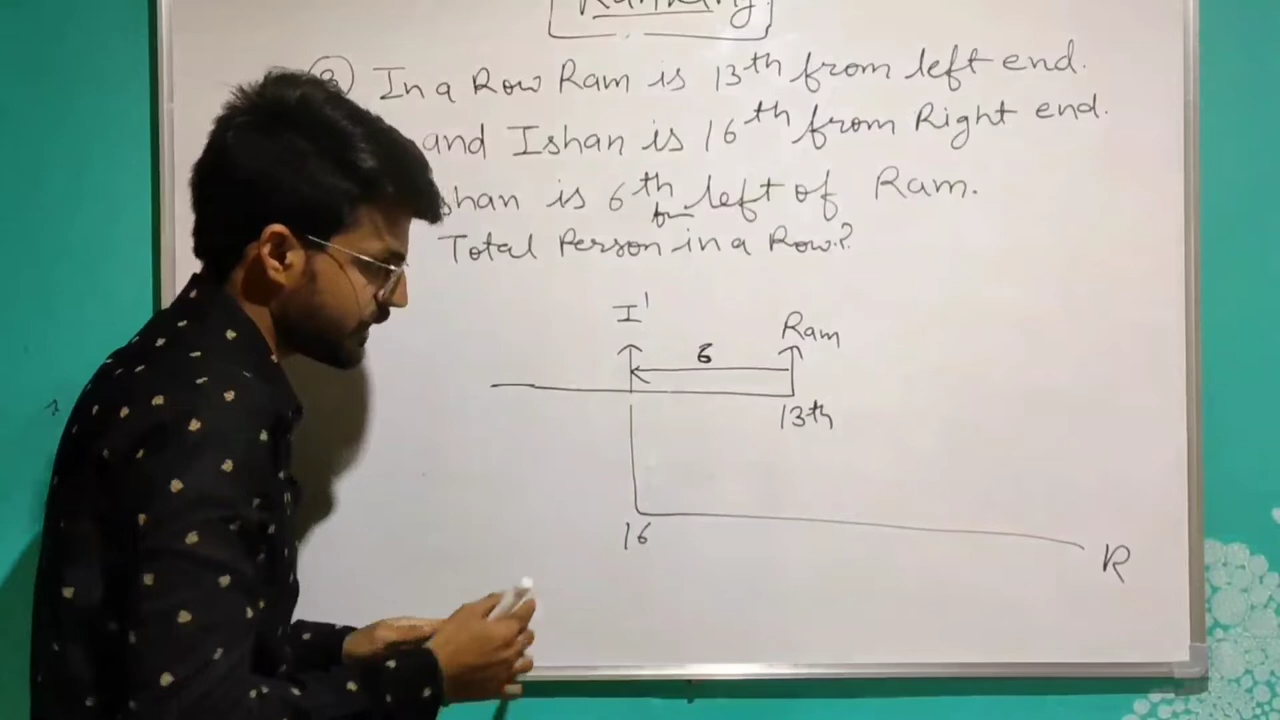 Ranking
In a Row Ram is 13th from left end.
and Ishan is 16th from Right end.
shan is 6th left of Ram.
Total Person in a Row?
I
Ram
6
13th
16
R